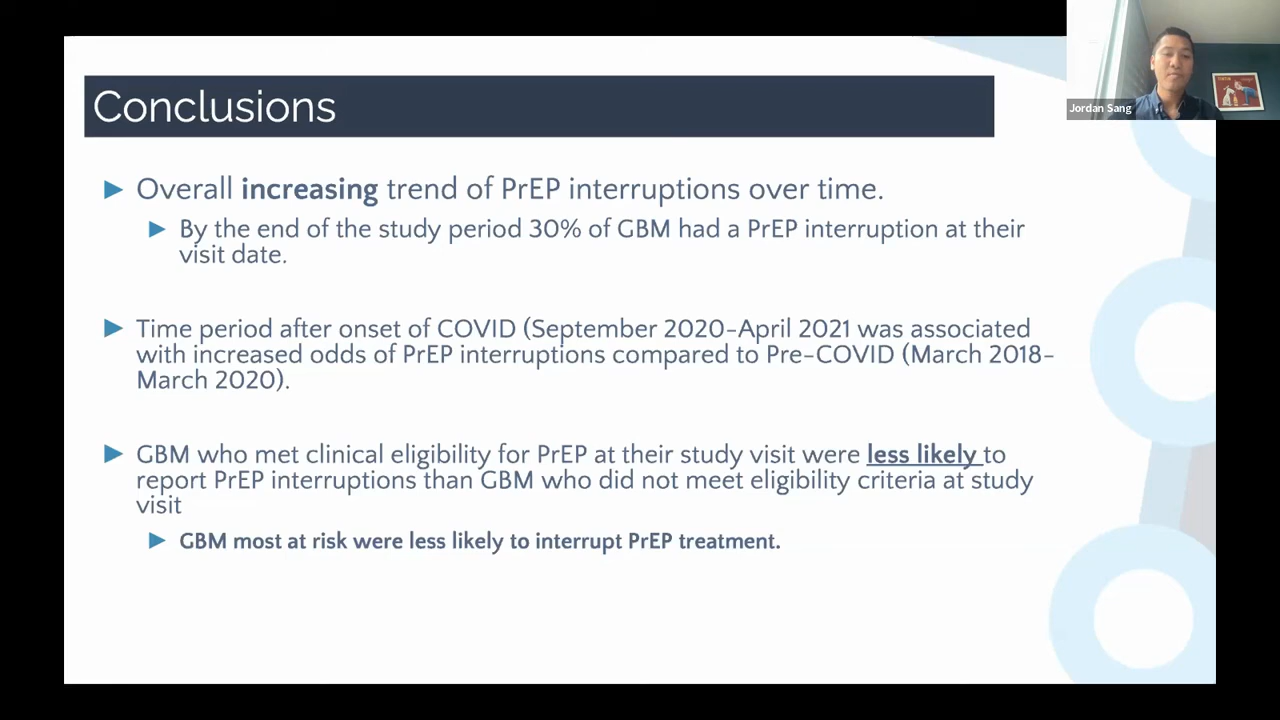 Conclusions
Jordan Sang
► Overall increasing trend of PrEP interruptions over time.
► By the end of the study period 30% of GBM had a PrEP interruption at their
visit date.
► Time period after onset of COVID (September 2020-April 2021 was associated
with increased odds of PrEP interruptions compared to Pre-COVID (March 2018-
March 2020).
► GBM who met clinical eligibility for PrEP at their study visit were less likely to
report PrEP interruptions than GBM who did not meet eligibility criteria at study
visit
► GBM most at risk were less likely to interrupt PrEP treatment.